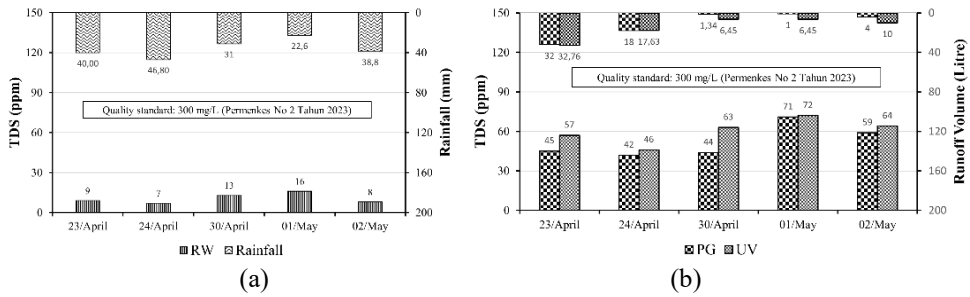 150
120
90
60
30
0
TDS (ppm)
0
40
80
120
160
200
Rainfall (mm)
40,00
46,80
31
22,6
38,8
Quality standard: 300 mg/L (Permenkes No 2 Tahun 2023)
9
7
13
16
8
23/April
24/April
30/April
01/May
02/May
RW
Rainfall
(a)
150
120
90
60
30
0
TDS (ppm)
0
40
80
120
160
200
Runoff Volume (Litre)
32
32,76
18
17,63
1,34
6,45
1
6,45
4
10
Quality standard: 300 mg/L (Permenkes No 2 Tahun 2023)
45
57
42
46
44
63
71
72
59
64
23/April
24/April
30/April
01/May
02/May
PG
UV
(b)